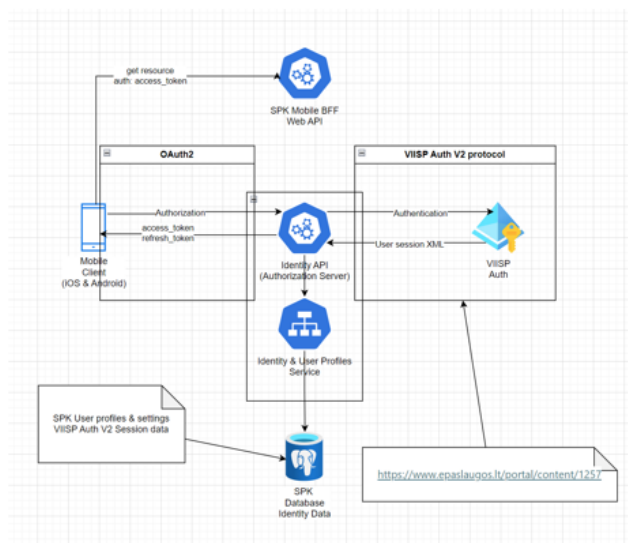 get resource
auth: access_token
SPK Mobile BFF
Web API
OAuth2
VIISP Auth V2 protocol
Authorization
access_token
refresh_token
Mobile
Client
(IOS & Android)
Identity API
(Authorization Server)
Authentication
User session XML
VIISP
Auth
Identity & User Profiles
Service
SPK User profiles & settings
VIISP Auth V2 Session data
https://www.epaslaugos.lt/portal/content/1257
SPK
Database
Identity Data